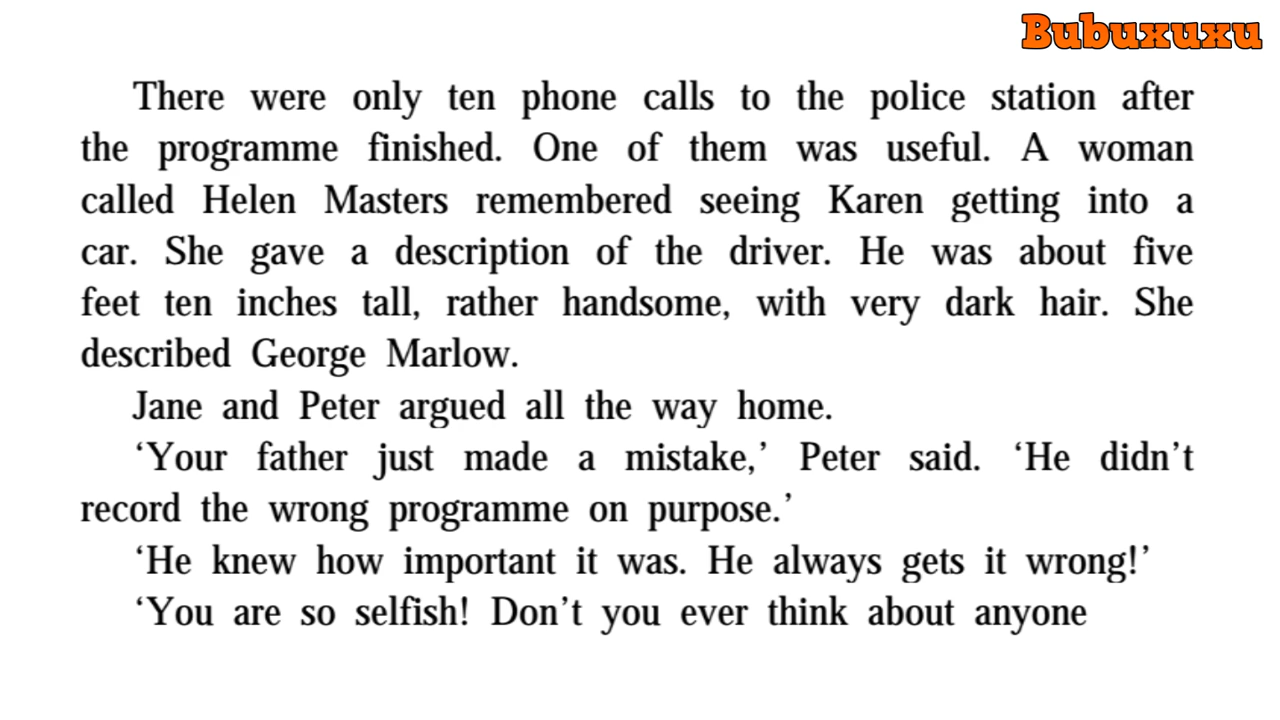 Bubuxuxu
There were only ten phone calls to the police station after
the programme finished. One of them was useful. A woman
called Helen Masters remembered seeing Karen getting into a
car. She gave a description of the driver. He was about five
feet ten inches tall, rather handsome, with very dark hair. She
described George Marlow.
Jane and Peter argued all the way home.
‘Your father just made a mistake,’ Peter said. ‘He didn’t
record the wrong programme on purpose.’
‘He knew how important it was. He always gets it wrong!’
‘You are so selfish! Don’t you ever think about anyone